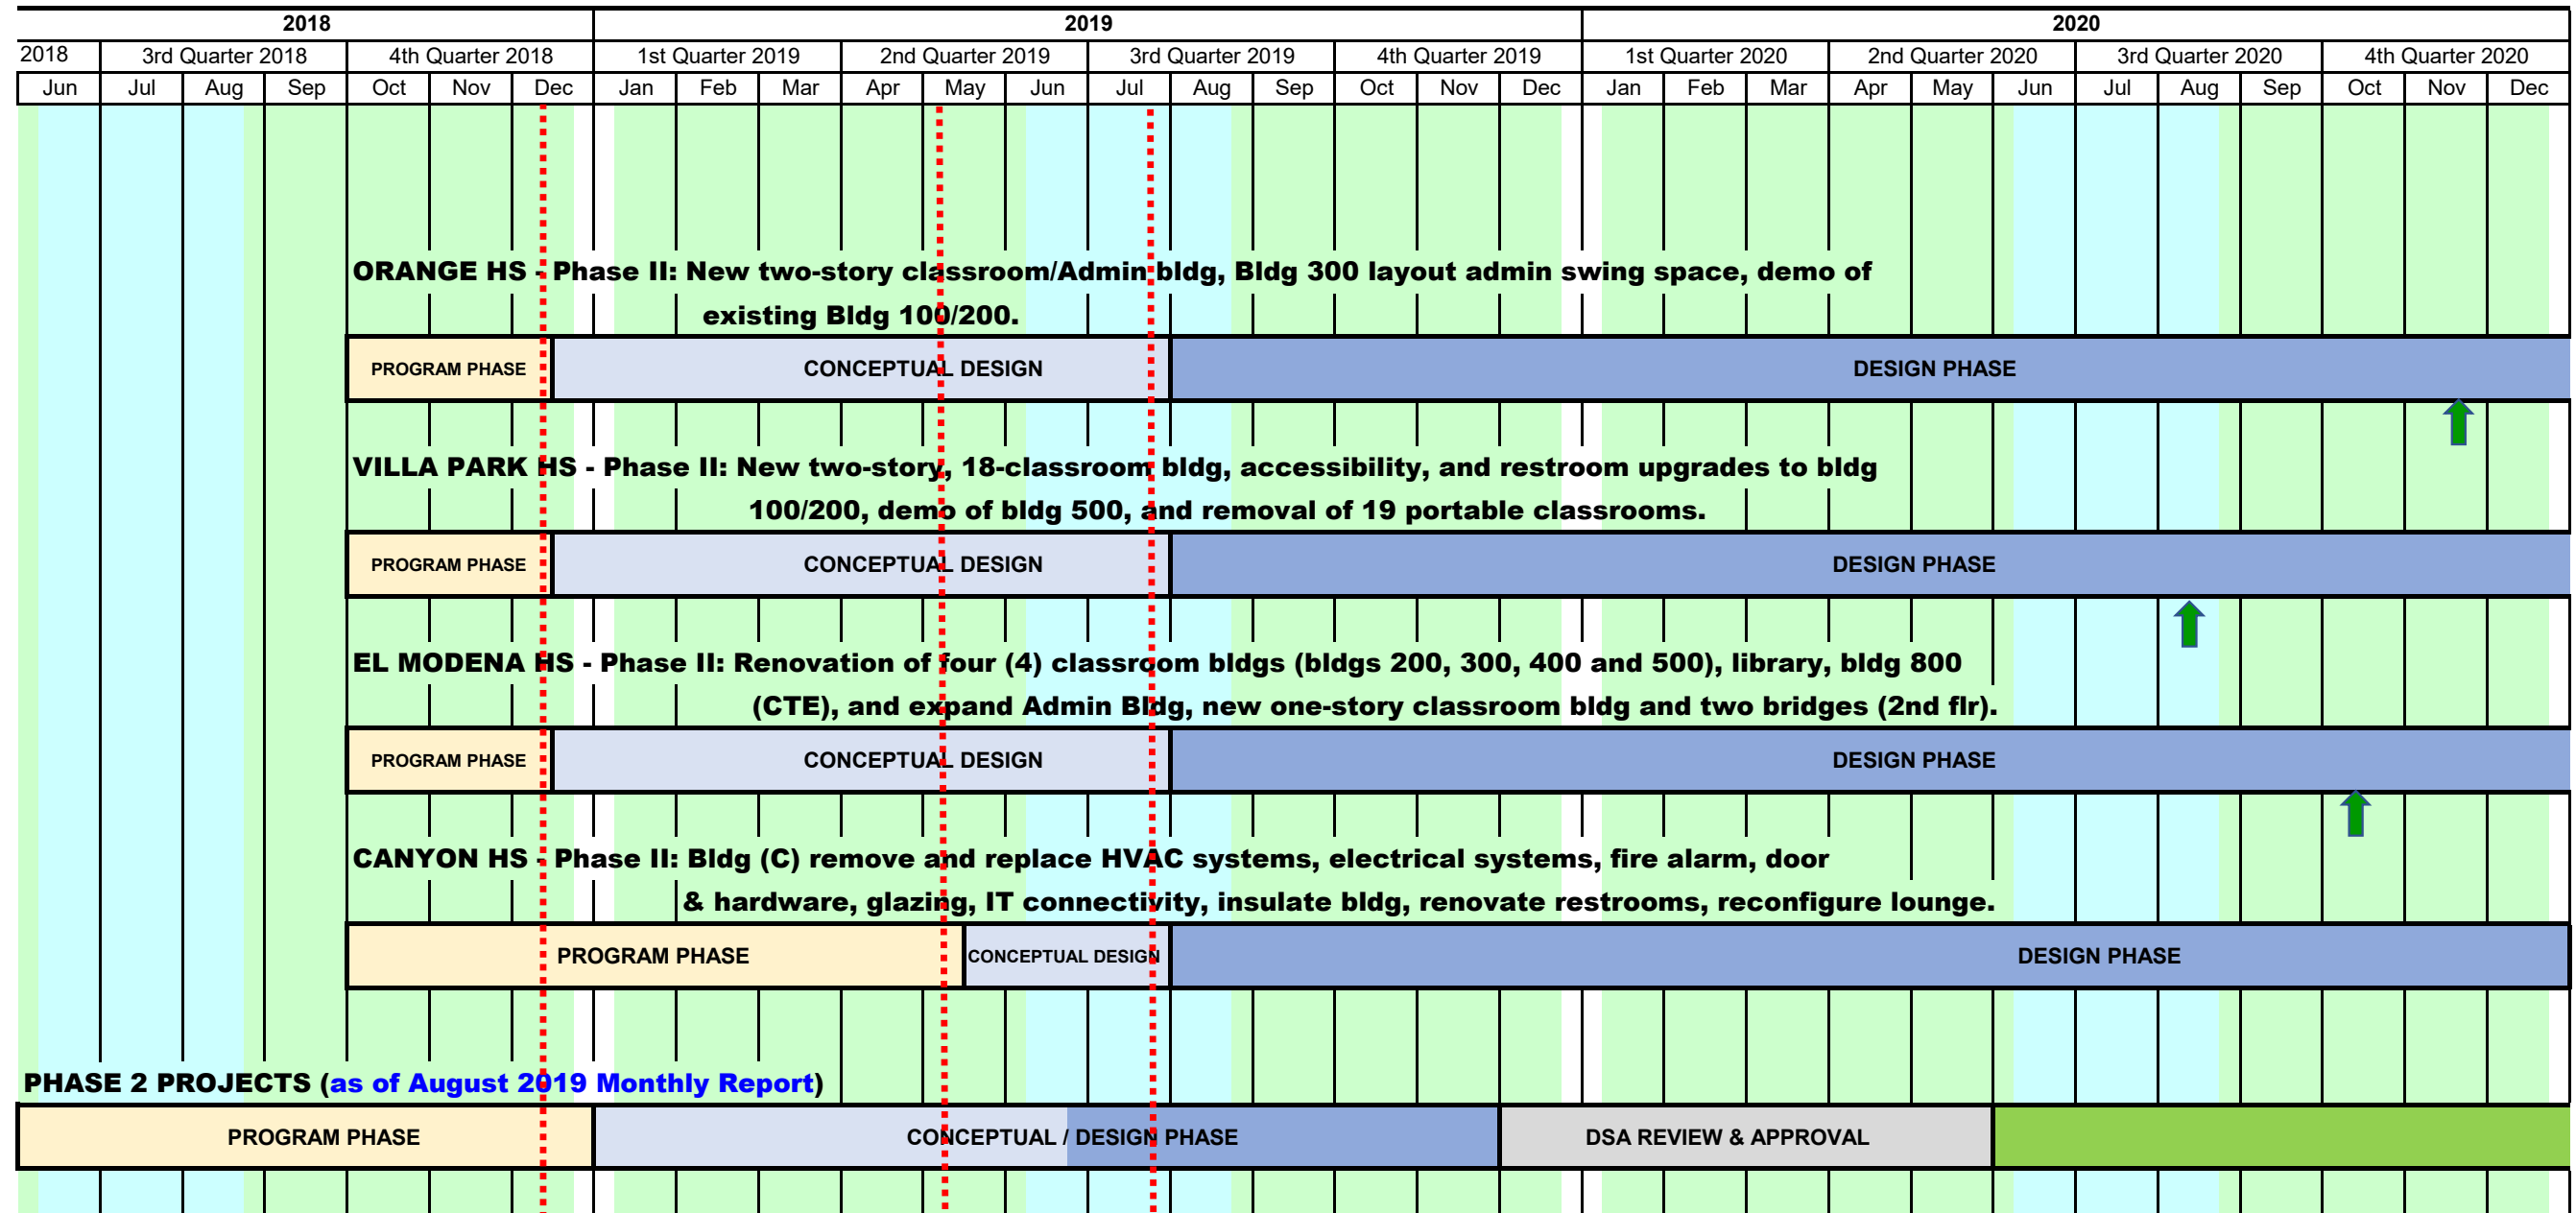 2018 2019 2020
2018 3rd Quarter 2018 4th Quarter 2018 1st Quarter 2019 2nd Quarter 2019 3rd Quarter 2019 4th Quarter 2019 1st Quarter 2020 2nd Quarter 2020 3rd Quarter 2020 4th Quarter 2020
Jun Jul Aug Sep Oct Nov Dec Jan Feb Mar Apr May Jun Jul Aug Sep Oct Nov Dec Jan Feb Mar Apr May Jun Jul Aug Sep Oct Nov Dec
ORANGE HS - Phase II: New two-story classroom/Admin bldg, Bldg 300 layout admin swing space, demo of
existing Bldg 100/200.
PROGRAM PHASE CONCEPTUAL DESIGN DESIGN PHASE
VILLA PARK HS - Phase II: New two-story, 18-classroom bldg, accessibility, and restroom upgrades to bldg
100/200, demo of bldg 500, and removal of 19 portable classrooms.
PROGRAM PHASE CONCEPTUAL DESIGN DESIGN PHASE
EL MODENA HS - Phase II: Renovation of four (4) classroom bldgs (bldgs 200, 300, 400 and 500), library, bldg 800
(CTE), and expand Admin Bldg, new one-story classroom bldg and two bridges (2nd flr).
PROGRAM PHASE CONCEPTUAL DESIGN DESIGN PHASE
CANYON HS - Phase II: Bldg (C) remove and replace HVAC systems, electrical systems, fire alarm, door
& hardware, glazing, IT connectivity, insulate bldg, renovate restrooms, reconfigure lounge.
PROGRAM PHASE CONCEPTUAL DESIGN DESIGN PHASE
PHASE 2 PROJECTS (as of August 2019 Monthly Report)
PROGRAM PHASE CONCEPTUAL / DESIGN PHASE DSA REVIEW & APPROVAL